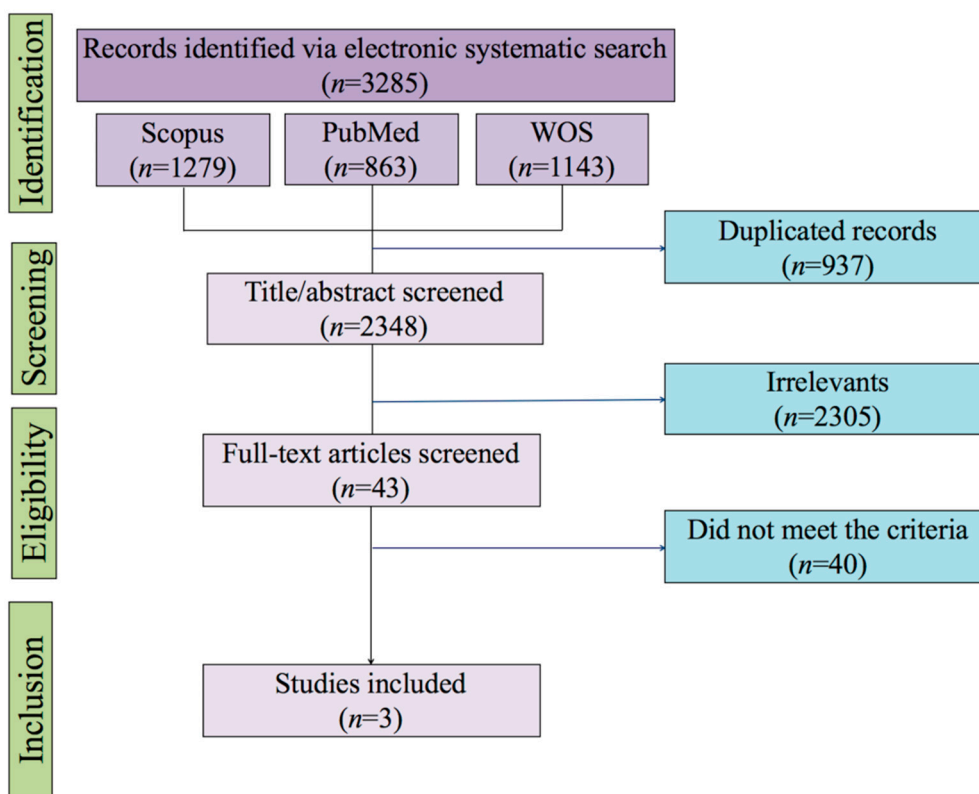 Identification
Records identified via electronic systematic search
(n=3285)
Scopus
(n=1279)
PubMed
(n=863)
WOS
(n=1143)
Duplicated records
(n=937)
Screening
Title/abstract screened
(n=2348)
Irrelevants
(n=2305)
Eligibility
Full-text articles screened
(n=43)
Did not meet the criteria
(n=40)
Inclusion
Studies included
(n=3)